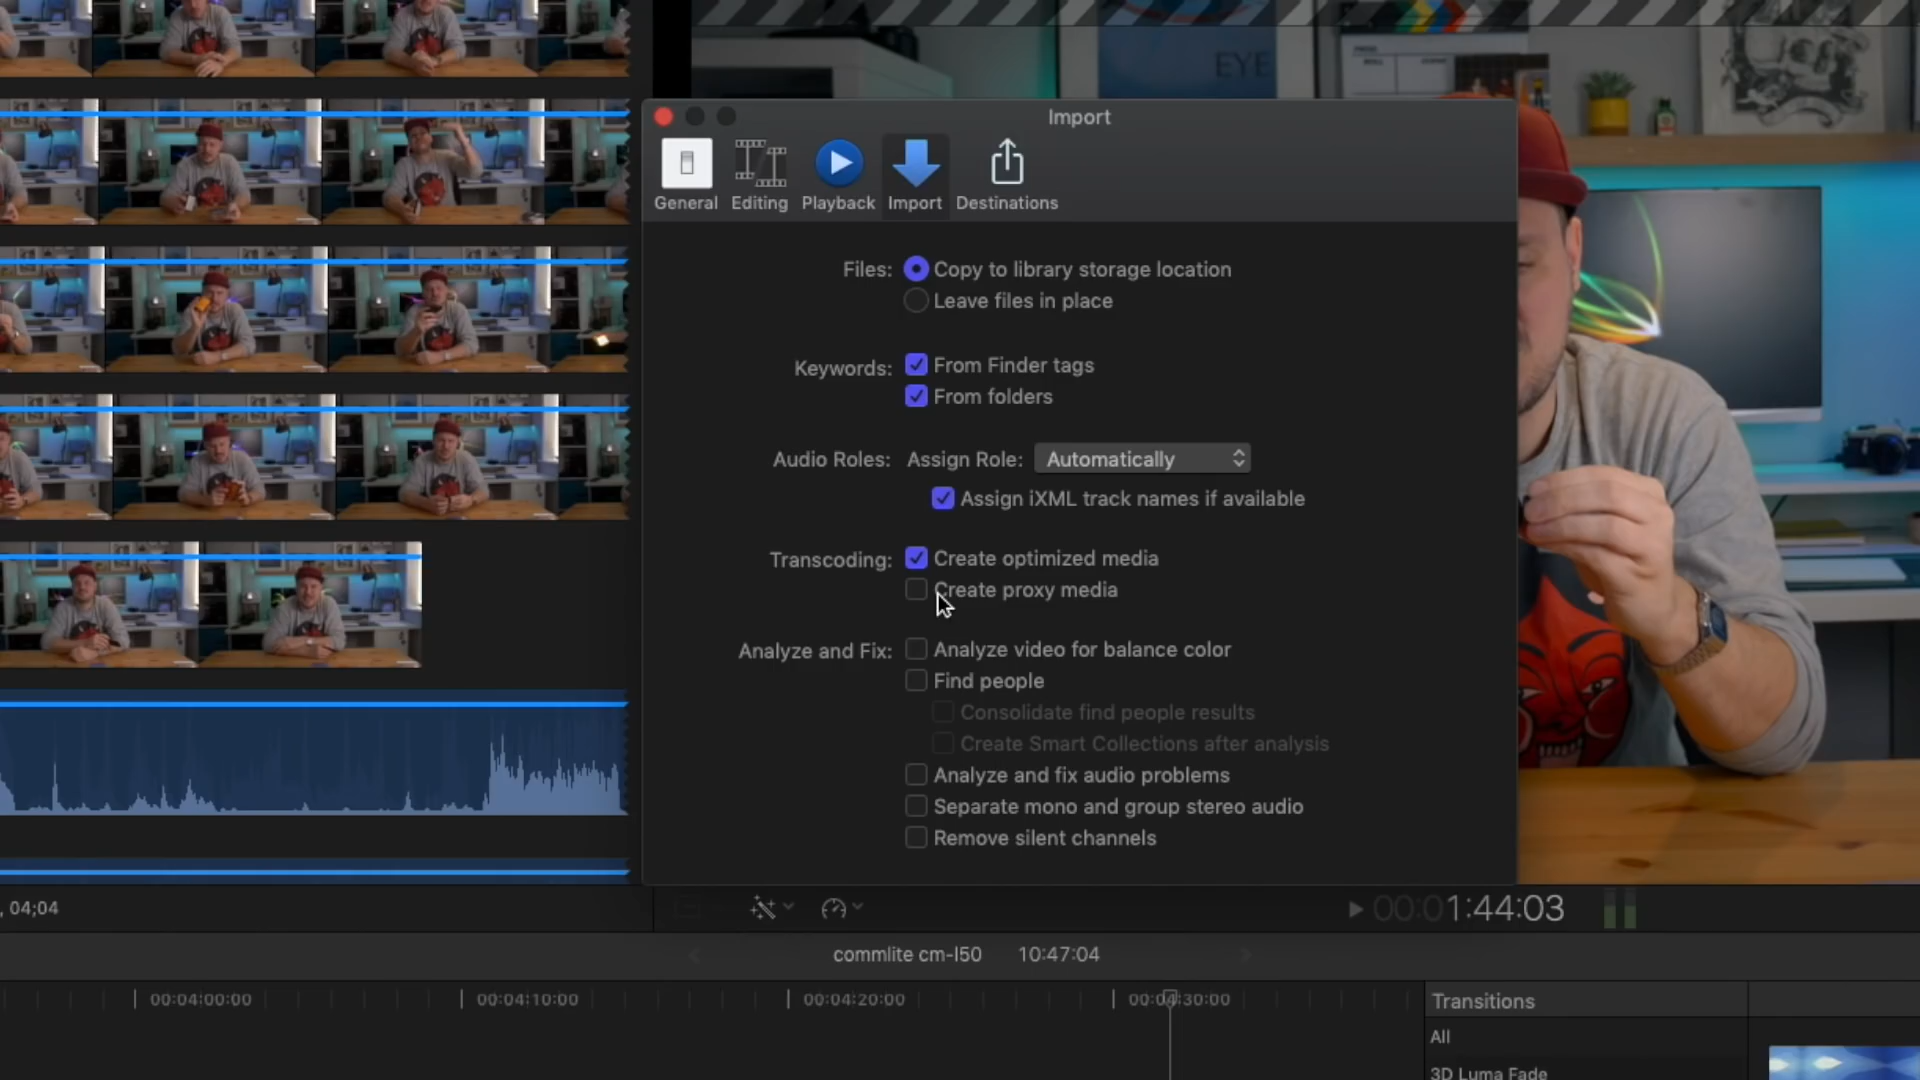 EYE
Import
General
Editing
Playback
Import
Destinations
Files:
Copy to library storage location
Leave files in place
Keywords:
From Finder tags
From folders
Audio Roles:
Assign Role:
Automatically
Assign iXML track names if available
Transcoding:
Create optimized media
Create proxy media
Analyze and Fix:
Analyze video for balance color
Find people
Consolidate find people results
Create Smart Collections after analysis
Analyze and fix audio problems
Separate mono and group stereo audio
Remove silent channels
, 04;04
00:01:44:03
commlite cm-l50
10:47:04
00:04:00:00
00:04:10:00
00:04:20:00
00:04:30:00
Transitions
All
3D Luma Fade